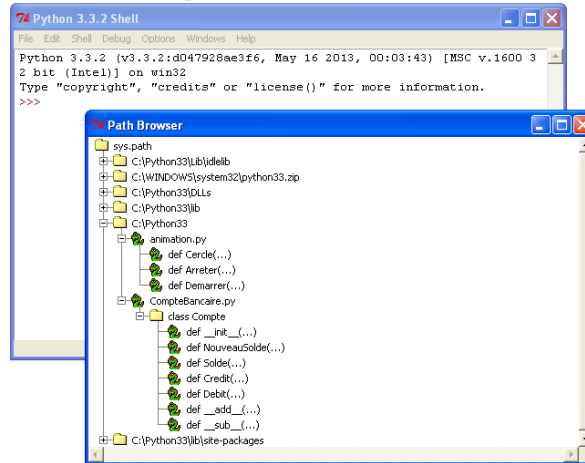 Python 3.3.2 Shell
File Edit Shell Debug Options Windows Help
Python 3.3.2 (v3.3.2:d047928ae3f6, May 16 2013, 00:03:43) [MSC v.1600 3
2 bit (Intel)] on win32
Type "copyright", "credits" or "license()" for more information.
>>>
Path Browser
sys.path
C:\Python33\Lib\idlelib
C:\WINDOWS\system32\python33.zip
C:\Python33\DLLs
C:\Python33\lib
C:\Python33
animation.py
def Cercle(...)
def Arreter(...)
def Demarrer(...)
CompteBancaire.py
class Compte
def __init__(...)
def NouveauSolde(...)
def Solde(...)
def Credit(...)
def Debit(...)
def __add__(...)
def __sub__(...)
C:\Python33\lib\site-packages